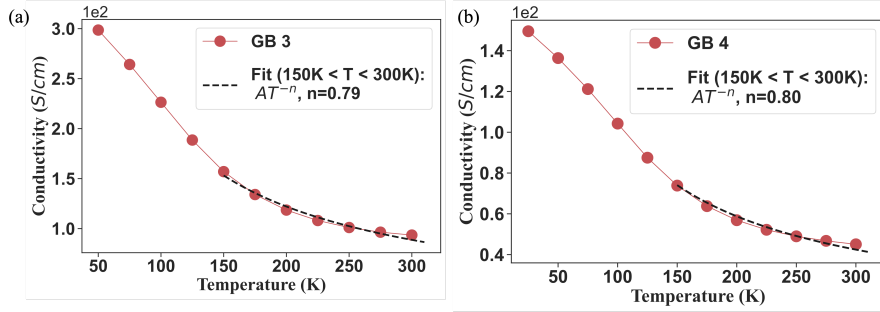 (a)
1e2
3.0
2.5
2.0
1.5
1.0
Conductivity (S/cm)
GB 3
Fit (150K < T < 300K):
AT⁻ⁿ, n=0.79
50 100 150 200 250 300
Temperature (K)
(b)
1e2
1.4
1.2
1.0
0.8
0.6
0.4
Conductivity (S/cm)
GB 4
Fit (150K < T < 300K):
AT⁻ⁿ, n=0.80
50 100 150 200 250 300
Temperature (K)